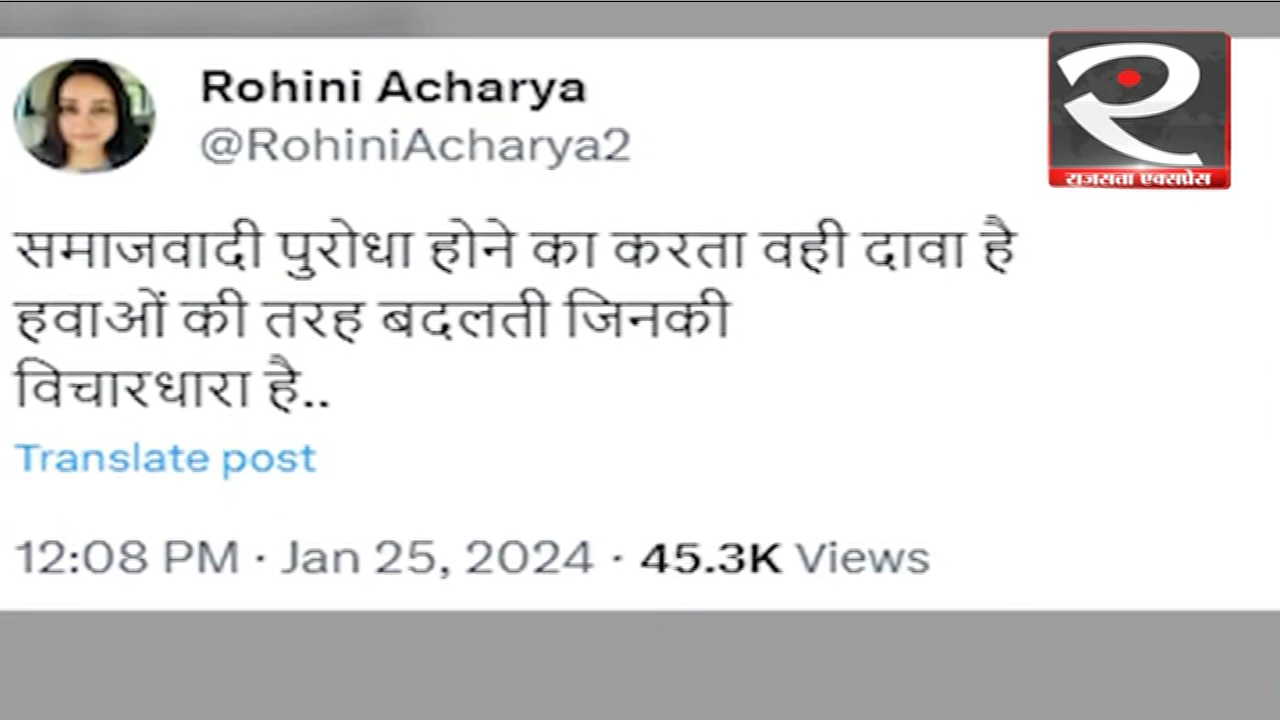 Rohini Acharya
@RohiniAcharya2
राजसत्ता एक्सप्रेस
समाजवादी पुरोधा होने का करता वही दावा है
हवाओं की तरह बदलती जिनकी
विचारधारा है..
Translate post
12:08 PM · Jan 25, 2024 · 45.3K Views